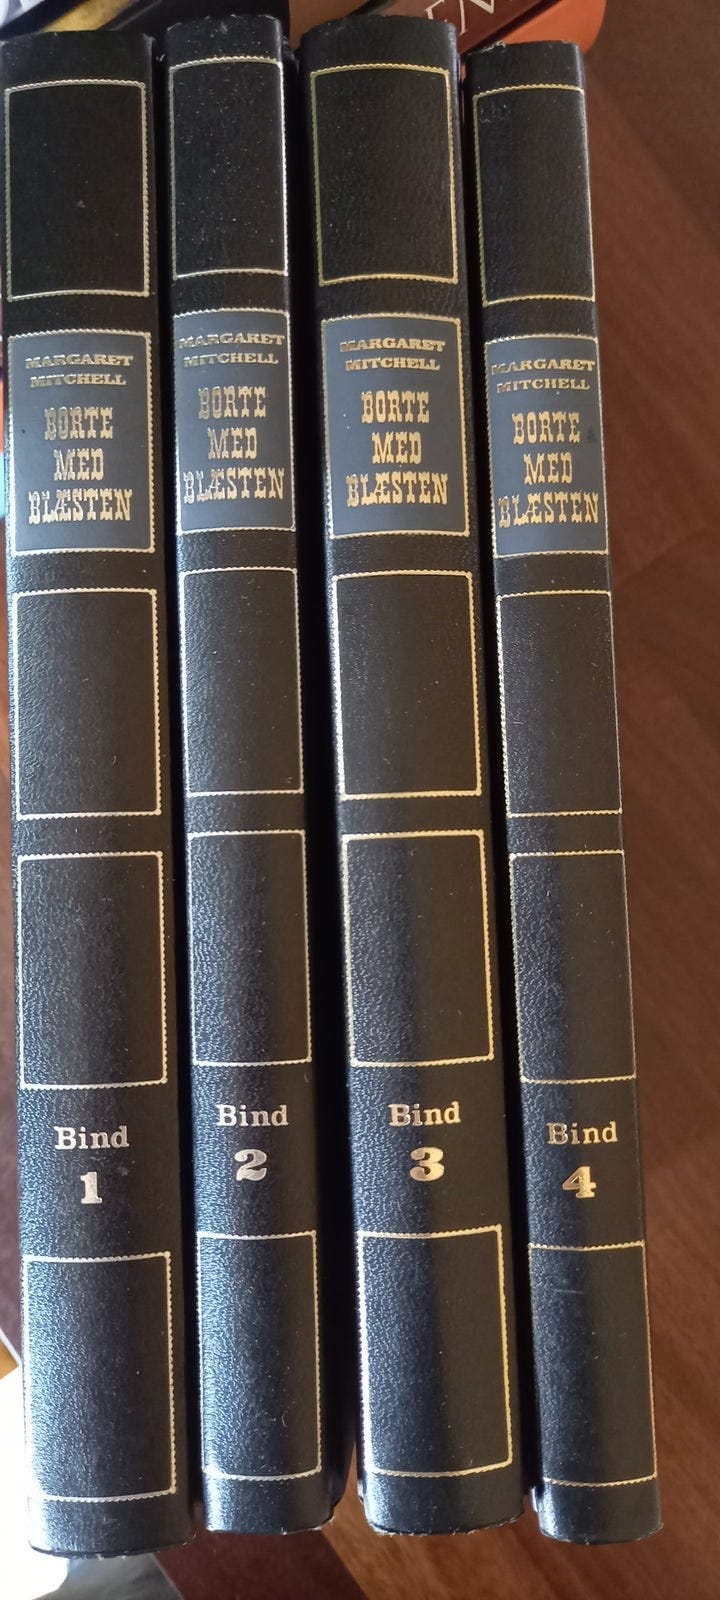 MARGARET
MITCHELL
BORTE
MED
BLÆSTEN
Bind
1
MARGARET
MITCHELL
BORTE
MED
BLÆSTEN
Bind
2
MARGARET
MITCHELL
BORTE
MED
BLÆSTEN
Bind
3
MARGARET
MITCHELL
BORTE
MED
BLÆSTEN
Bind
4